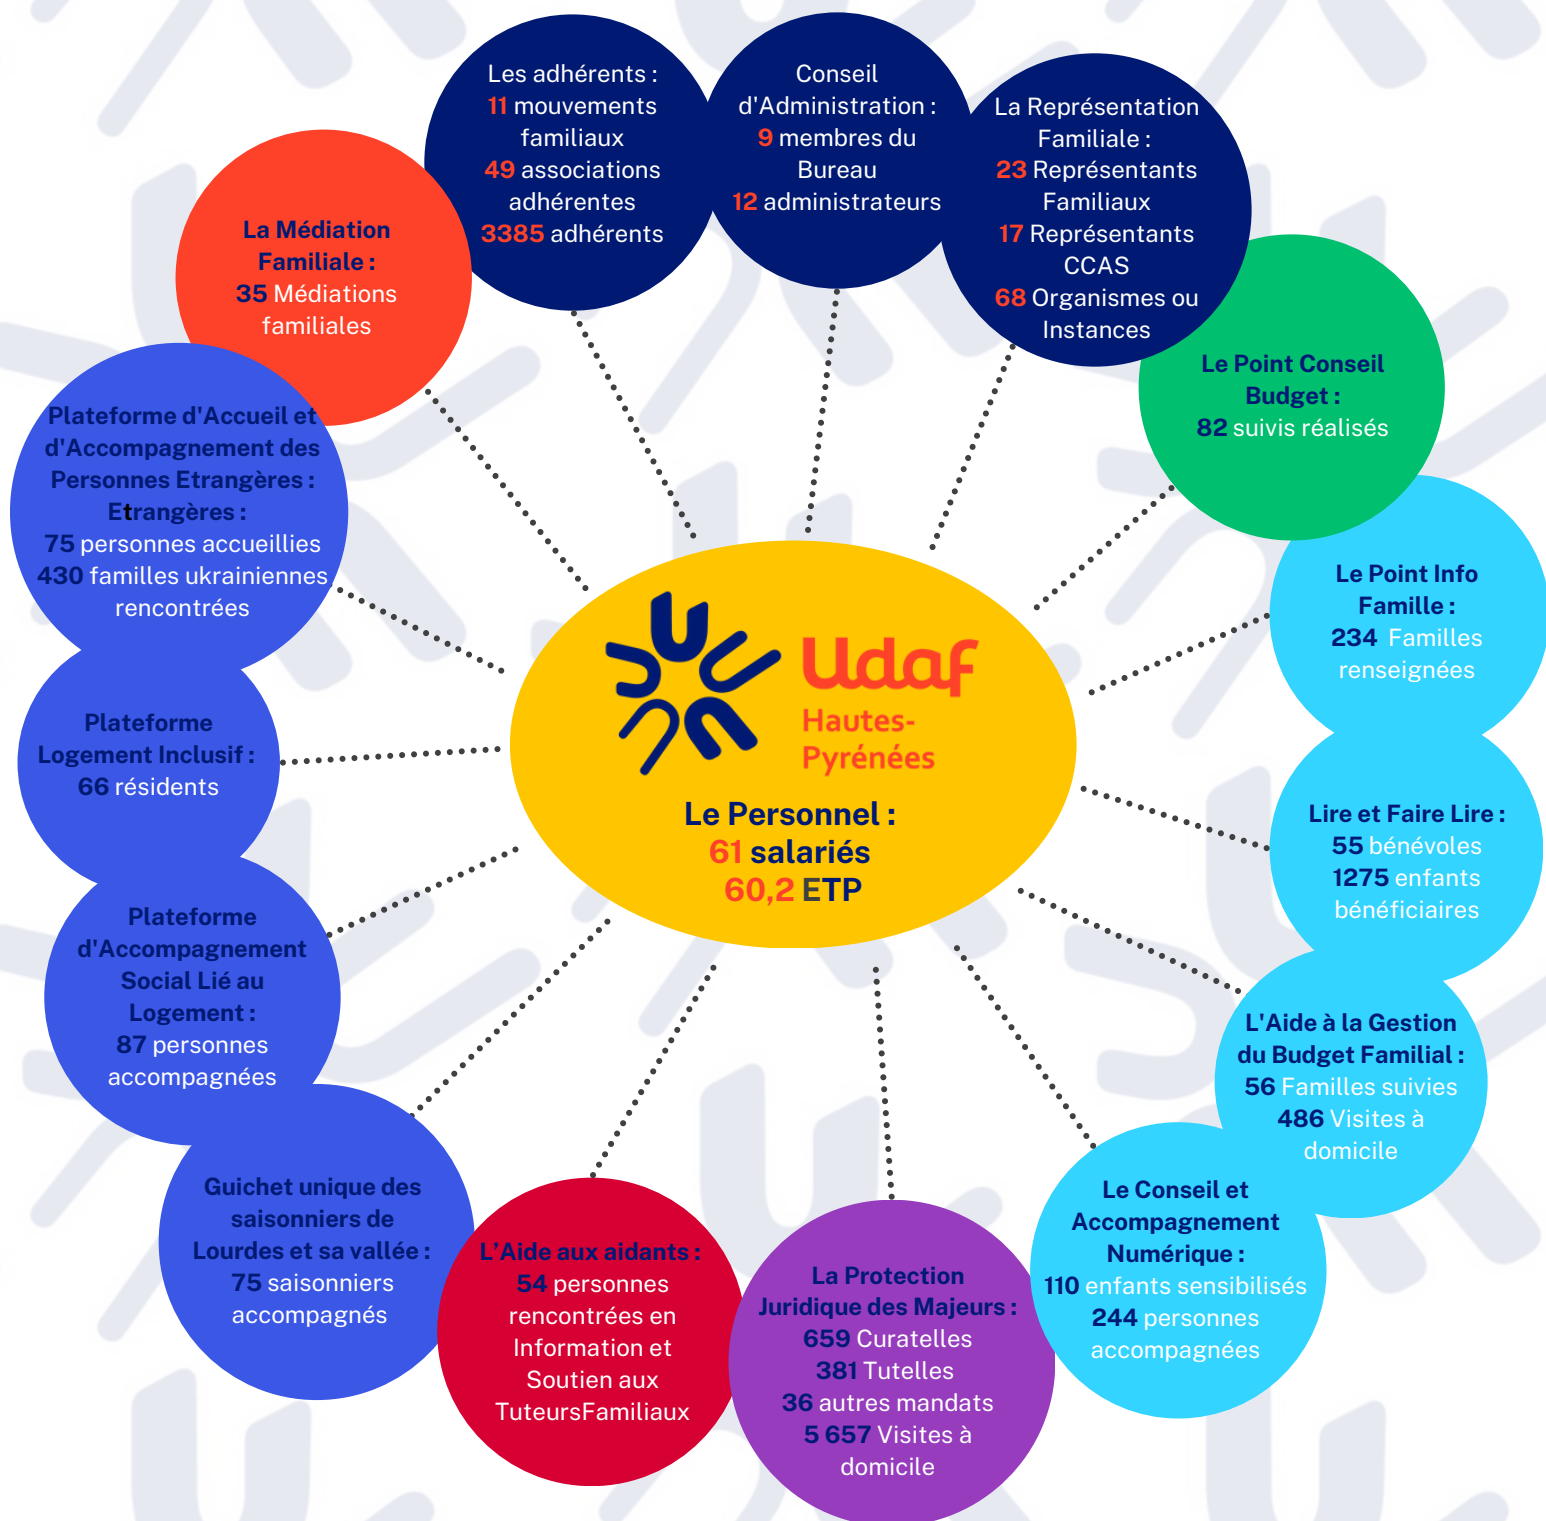 Les adhérents :
11 mouvements
familiaux
49 associations
adhérentes
3385 adhérents
Conseil
d'Administration :
9 membres du
Bureau
12 administrateurs
La Représentation
Familiale :
23 Représentants
Familiaux
17 Représentants
CCAS
68 Organismes ou
Instances
La Médiation
Familiale :
35 Médiations
familiales
Le Point Conseil
Budget :
82 suivis réalisés
Plateforme d'Accueil et
d'Accompagnement des
Personnes Etrangères :
Etrangères :
75 personnes accueillies
430 familles ukrainiennes
rencontrées
Le Point Info
Famille :
234 Familles
renseignées
Udaf
Hautes-
Pyrénées
Le Personnel :
61 salariés
60,2 ETP
Plateforme
Logement Inclusif :
66 résidents
Lire et Faire Lire :
55 bénévoles
1275 enfants
bénéficiaires
Plateforme
d'Accompagnement
Social Lié au
Logement :
87 personnes
accompagnées
L'Aide à la Gestion
du Budget Familial :
56 Familles suivies
486 Visites à
domicile
Guichet unique des
saisonniers de
Lourdes et sa vallée :
75 saisonniers
accompagnés
L'Aide aux aidants :
54 personnes
rencontrées en
Information et
Soutien aux
TuteursFamiliaux
La Protection
Juridique des Majeurs :
659 Curatelles
381 Tutelles
36 autres mandats
5 657 Visites à
domicile
Le Conseil et
Accompagnement
Numérique :
110 enfants sensibilisés
244 personnes
accompagnées